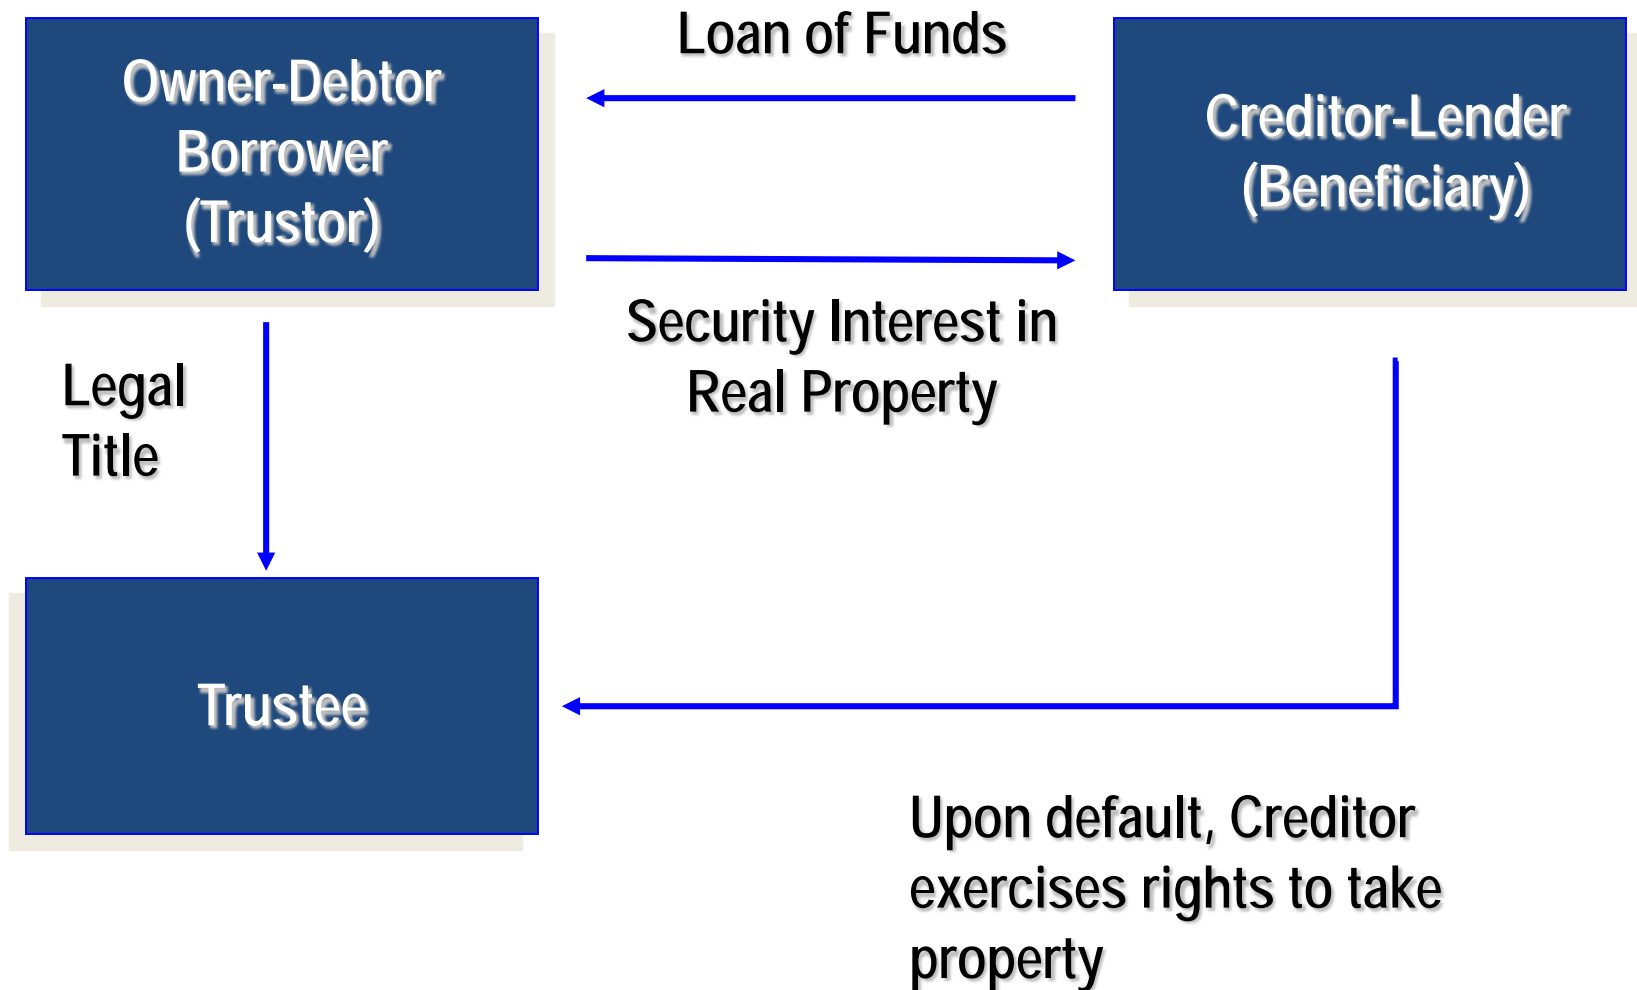 Owner-Debtor
Borrower
(Trustor)
Loan of Funds
Creditor-Lender
(Beneficiary)
Security Interest in
Real Property
Legal
Title
Trustee
Upon default, Creditor
exercises rights to take
property